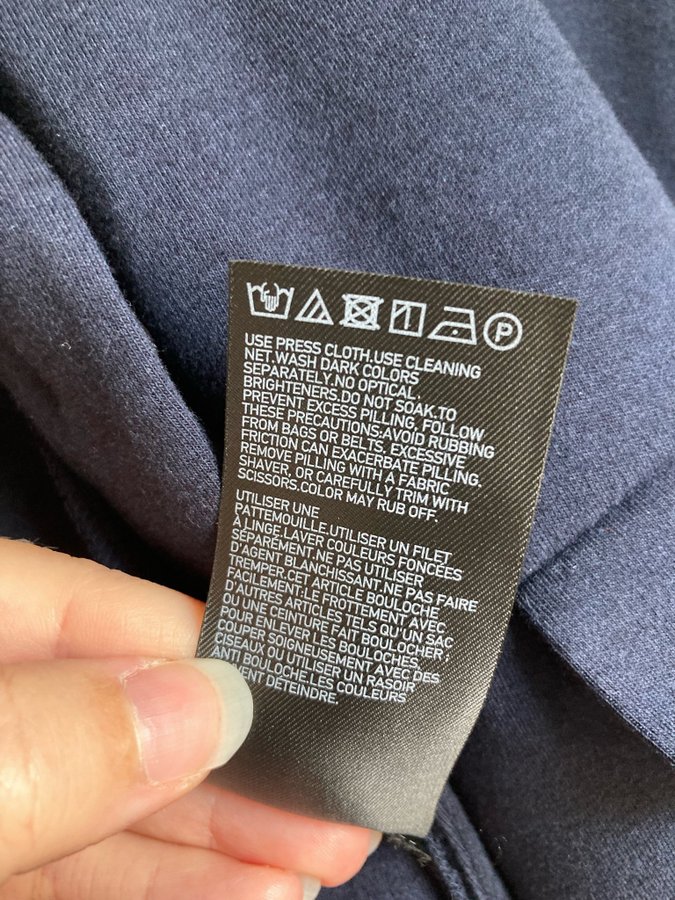 P
USE PRESS CLOTH.USE CLEANING
NET.WASH DARK COLORS
SEPARATELY.NO OPTICAL
BRIGHTENERS.DO NOT SOAK.TO
PREVENT EXCESS PILLING, FOLLOW
THESE PRECAUTIONS:AVOID RUBBING
FROM BAGS OR BELTS. EXCESSIVE
FRICTION CAN EXACERBATE PILLING.
REMOVE PILLING WITH A FABRIC
SHAVER, OR CAREFULLY TRIM WITH
SCISSORS.COLOR MAY RUB OFF.
UTILISER UNE
PATTEMOUILLE.UTILISER UN FILET
À LINGE.LAVER COULEURS FONCÉES
SÉPARÉMENT.NE PAS UTILISER
D'AGENT BLANCHISSANT.NE PAS FAIRE
TREMPER.CET ARTICLE BOULOCHE
FACILEMENT:LE FROTTEMENT AVEC
D'AUTRES ARTICLES TELS QU'UN SAC
OU UNE CEINTURE FAIT BOULOCHER ;
POUR ENLEVER LES BOULOCHES,
COUPER SOIGNEUSEMENT AVEC DES
CISEAUX OU UTILISER UN RASOIR
ANTI BOULOCHE.LES COULEURS
DÉTEINDRE.